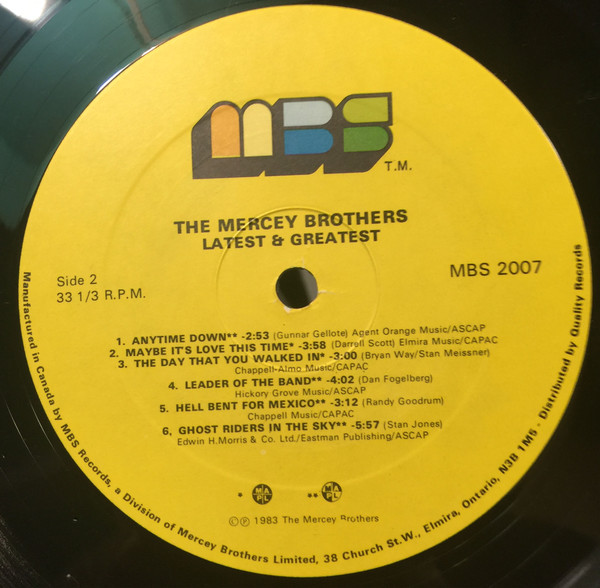 MBS
T.M.
THE MERCEY BROTHERS
LATEST & GREATEST
Side 2
33 1/3 R.P.M.
MBS 2007
1. ANYTIME DOWN** -2:53 (Gunnar Gellote) Agent Orange Music/ASCAP
2. MAYBE IT'S LOVE THIS TIME* -3:58 (Darrell Scott) Elmira Music/CAPAC
3. THE DAY THAT YOU WALKED IN* -3:00 (Bryan Way/Stan Meissner)
Chappell-Almo Music/CAPAC
4. LEADER OF THE BAND** -4:02 (Dan Fogelberg)
Hickory Grove Music/ASCAP
5. HELL BENT FOR MEXICO** -3:12 (Randy Goodrum)
Chappell Music/CAPAC
6. GHOST RIDERS IN THE SKY** -5:57 (Stan Jones)
Edwin H.Morris & Co. Ltd./Eastman Publishing/ASCAP
* MAPL ** MAPL
©℗ 1983 The Mercey Brothers
Manufactured in Canada by MBS Records, a Division of Mercey Brothers Limited, 38 Church St.W., Elmira, Ontario, N3B 1M5 - Distributed by Quality Records